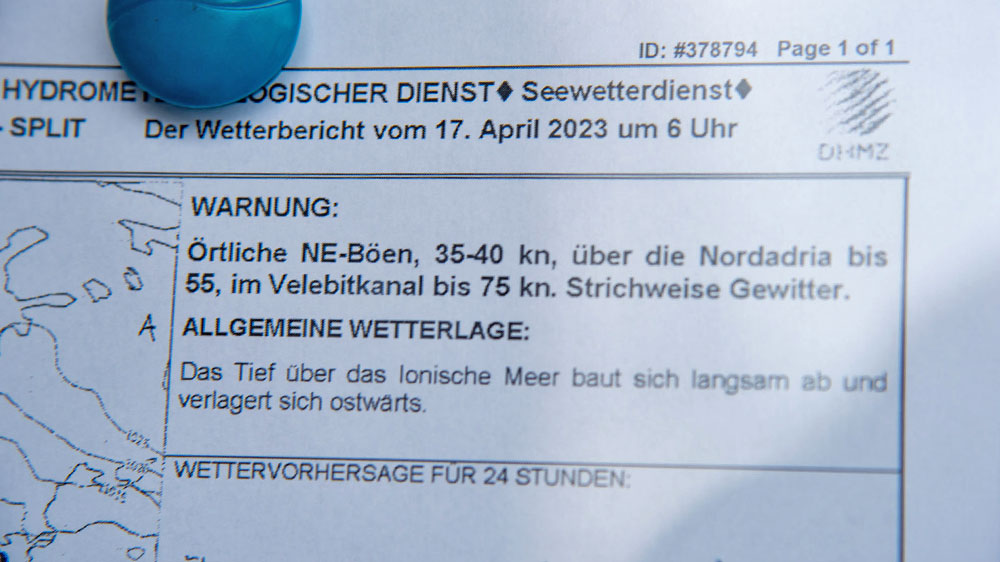 ID: #378794 Page 1 of 1
DIENST♦ Seewetterdienst♦
SPLIT Der Wetterbericht vom 17. April 2023 um 6 Uhr
DHMZ
WARNUNG:
Örtliche NE-Böen, 35-40 kn, über die Nordadria bis
55, im Velebitkanal bis 75 kn. Strichweise Gewitter.
A
ALLGEMEINE WETTERLAGE:
Das Tief über das Ionische Meer baut sich langsam ab und
verlagert sich ostwärts.
1025
WETTERVORHERSAGE FÜR 24 STUNDEN: